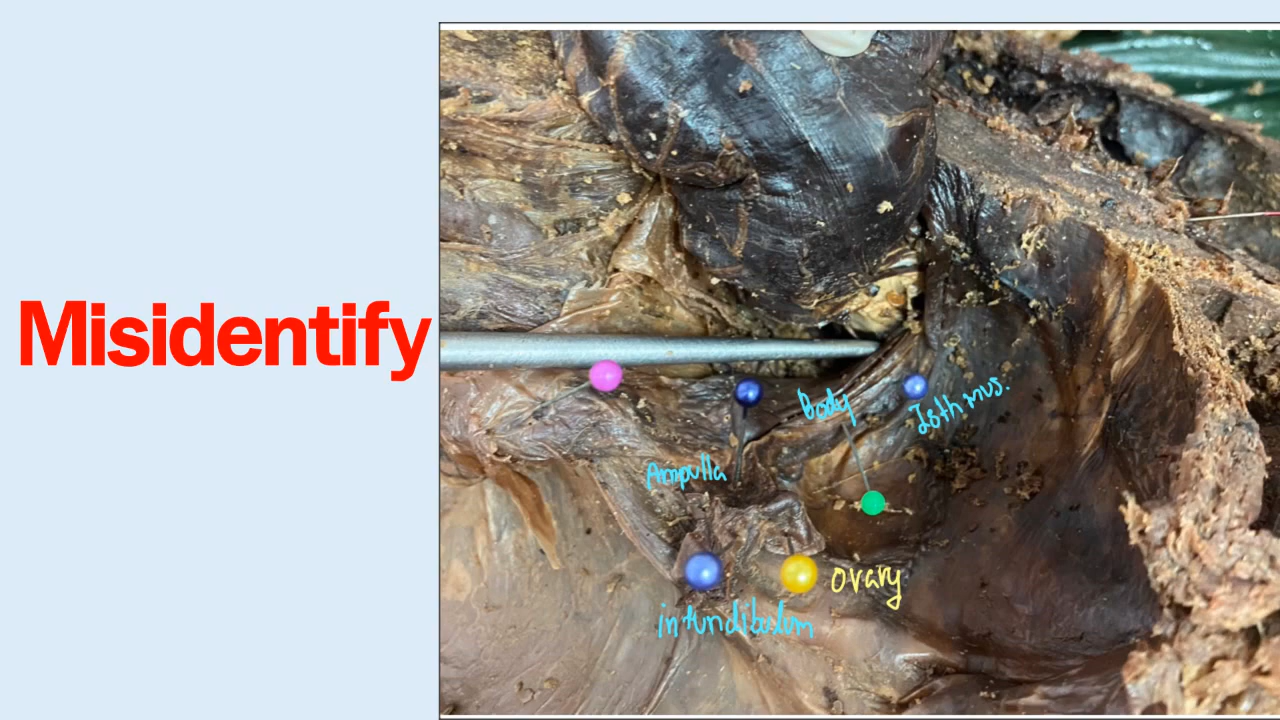 Misidentify
Body
Isthmus.
Ampulla
ovary
infundibulum